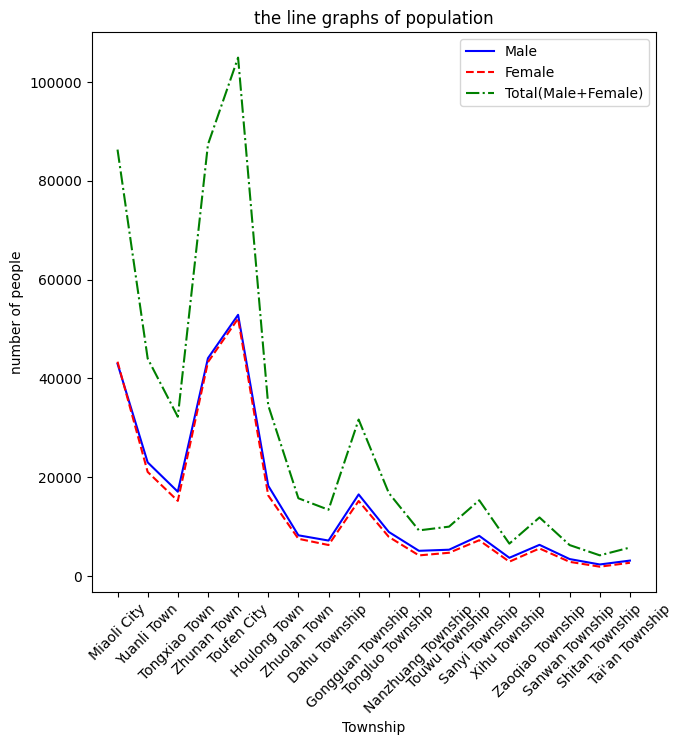 the line graphs of population
Male
Female
Total(Male+Female)
number of people
100000
80000
60000
40000
20000
0
Miaoli City
Yuanli Town
Tongxiao Town
Zhunan Town
Toufen City
Houlong Town
Zhuolan Town
Dahu Township
Gongguan Township
Tongluo Township
Nanzhuang Township
Touwu Township
Sanyi Township
Xihu Township
Zaoqiao Township
Sanwan Township
Shitan Township
Tai'an Township
Township